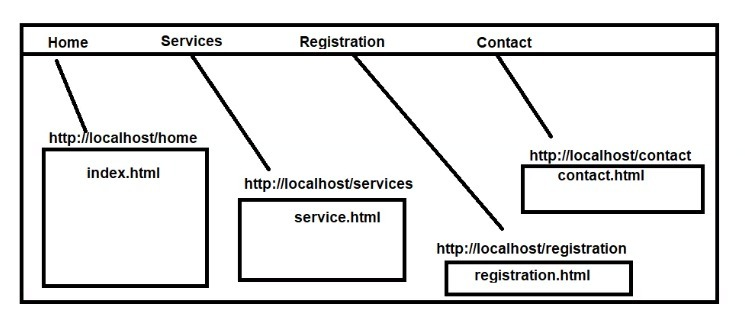 Home
Services
Registration
Contact
http://localhost/home
index.html
http://localhost/services
service.html
http://localhost/contact
contact.html
http://localhost/registration
registration.html